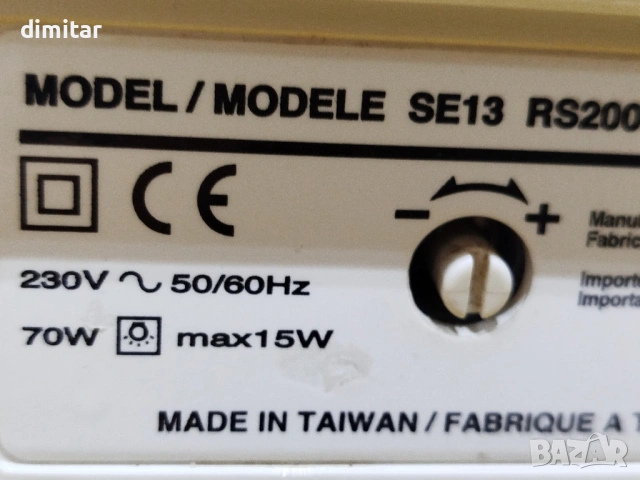 dimitar
MODEL / MODELE SE13 RS200
CE
- +
Manu
Fabric
230V ~ 50/60Hz
Importe
Importa
70W max15W
MADE IN TAIWAN / FABRIQUE A T
BAZAR